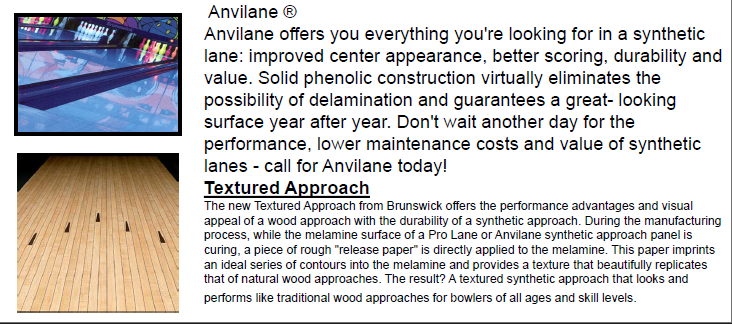 Anvilane ®
Anvilane offers you everything you're looking for in a synthetic
lane: improved center appearance, better scoring, durability and
value. Solid phenolic construction virtually eliminates the
possibility of delamination and guarantees a great- looking
surface year after year. Don't wait another day for the
performance, lower maintenance costs and value of synthetic
lanes - call for Anvilane today!
Textured Approach
The new Textured Approach from Brunswick offers the performance advantages and visual
appeal of a wood approach with the durability of a synthetic approach. During the manufacturing
process, while the melamine surface of a Pro Lane or Anvilane synthetic approach panel is
curing, a piece of rough "release paper" is directly applied to the melamine. This paper imprints
an ideal series of contours into the melamine and provides a texture that beautifully replicates
that of natural wood approaches. The result? A textured synthetic approach that looks and
performs like traditional wood approaches for bowlers of all ages and skill levels.